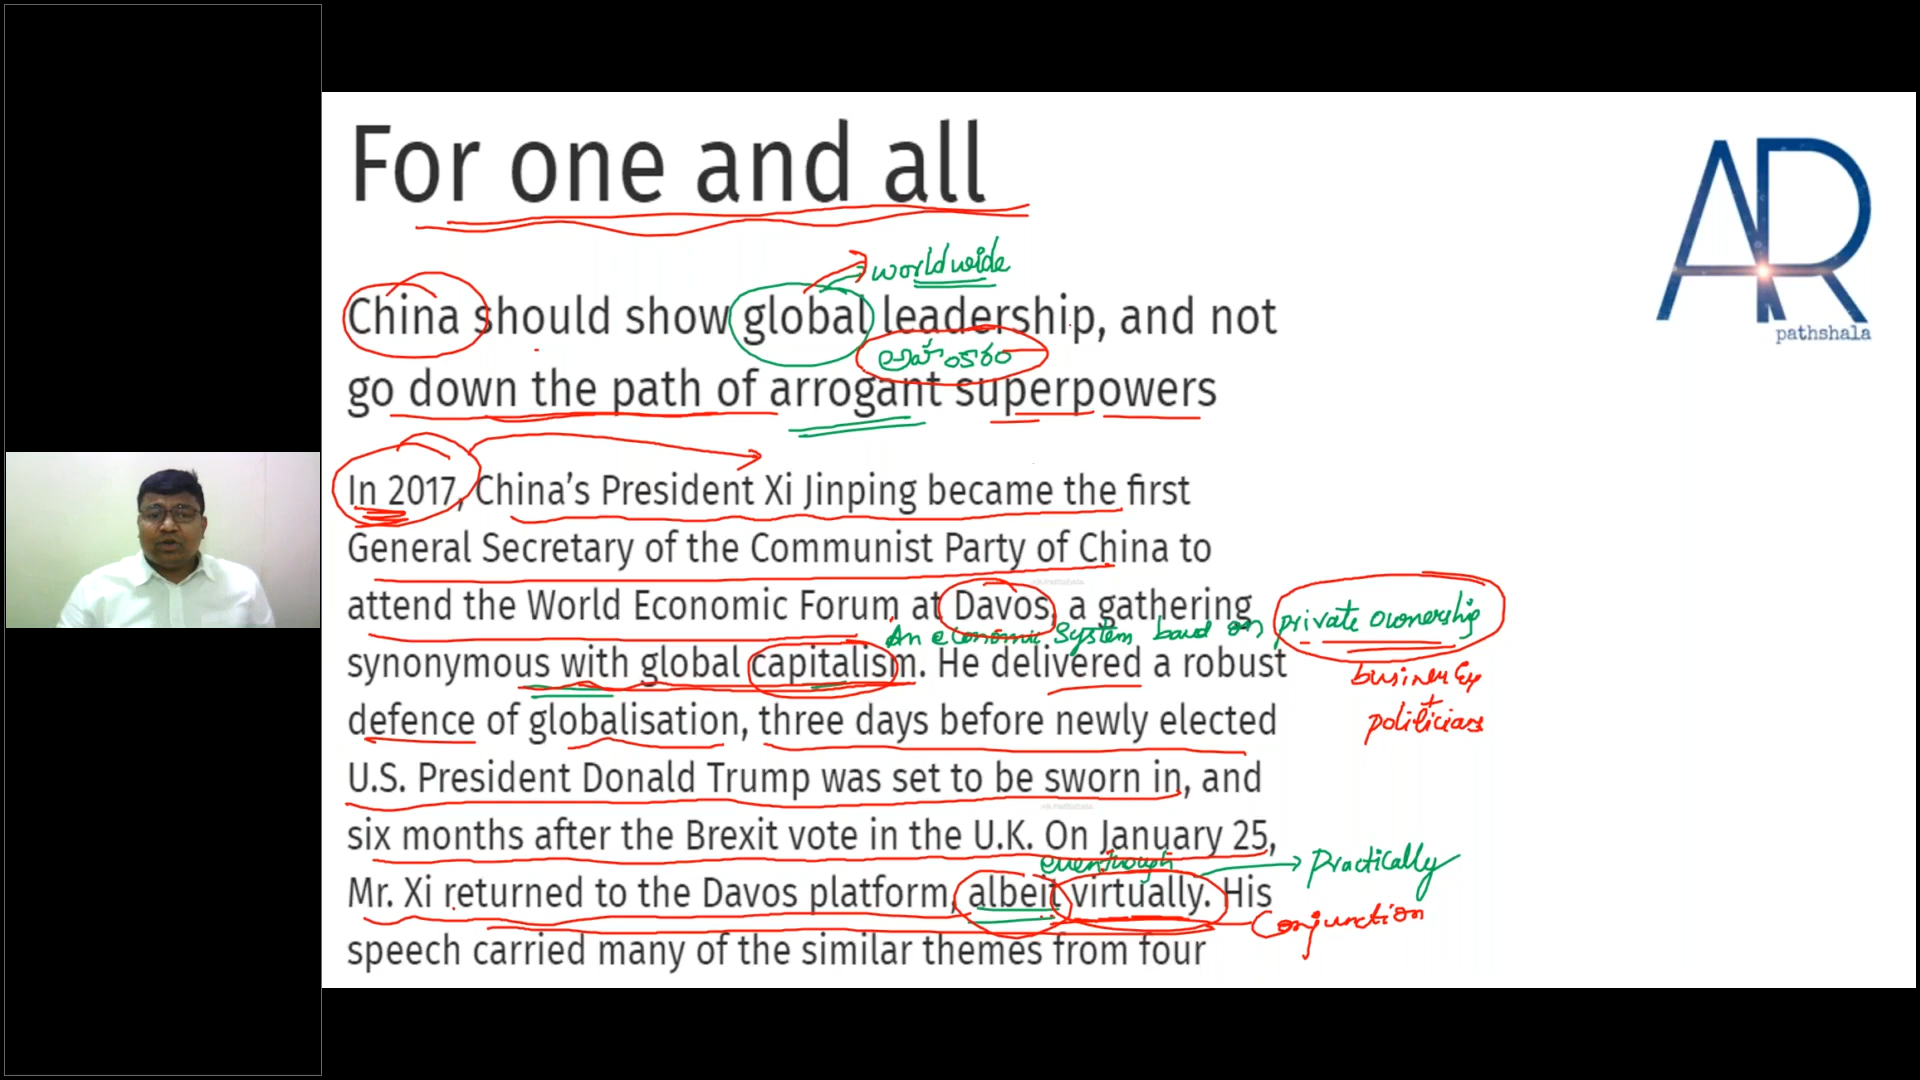 For one and all
worldwide
China should show global leadership, and not
అహంకారం
go down the path of arrogant superpowers
In 2017, China’s President Xi Jinping became the first
General Secretary of the Communist Party of China to
attend the World Economic Forum at Davos, a gathering
An economic system based on private ownership
synonymous with global capitalism. He delivered a robust
defence of globalisation, three days before newly elected
+
politicians
U.S. President Donald Trump was set to be sworn in, and
six months after the Brexit vote in the U.K. On January 25,
eventhough
Practically
Mr. Xi returned to the Davos platform, albeit virtually. His
Conjunction
speech carried many of the similar themes from four
AR
pathshala